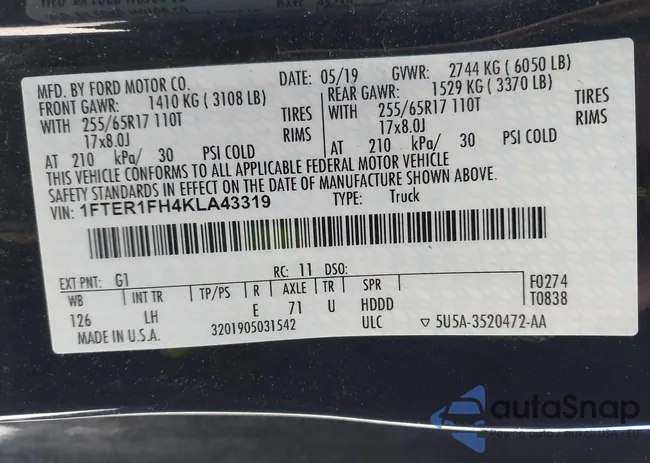 MFD. BY FORD MOTOR CO. DATE: 05/19 GVWR: 2744 KG ( 6050 LB)
FRONT GAWR: 1410 KG ( 3108 LB) REAR GAWR: 1529 KG ( 3370 LB)
WITH 255/65R17 110T TIRES WITH 255/65R17 110T TIRES
17x8.0J RIMS 17x8.0J RIMS
AT 210 kPa/ 30 PSI COLD AT 210 kPa/ 30 PSI COLD
THIS VEHICLE CONFORMS TO ALL APPLICABLE FEDERAL MOTOR VEHICLE
SAFETY STANDARDS IN EFFECT ON THE DATE OF MANUFACTURE SHOWN ABOVE.
VIN: 1FTER1FH4KLA43319 TYPE: Truck
EXT PNT: G1 RC: 11 DSO: F0274
WB INT TR TP/PS R AXLE TR SPR T0838
126 LH E 71 U HDDD
MADE IN U.S.A. 3201905031542 ULC ▽ 5U5A-3520472-AA
autoSnap